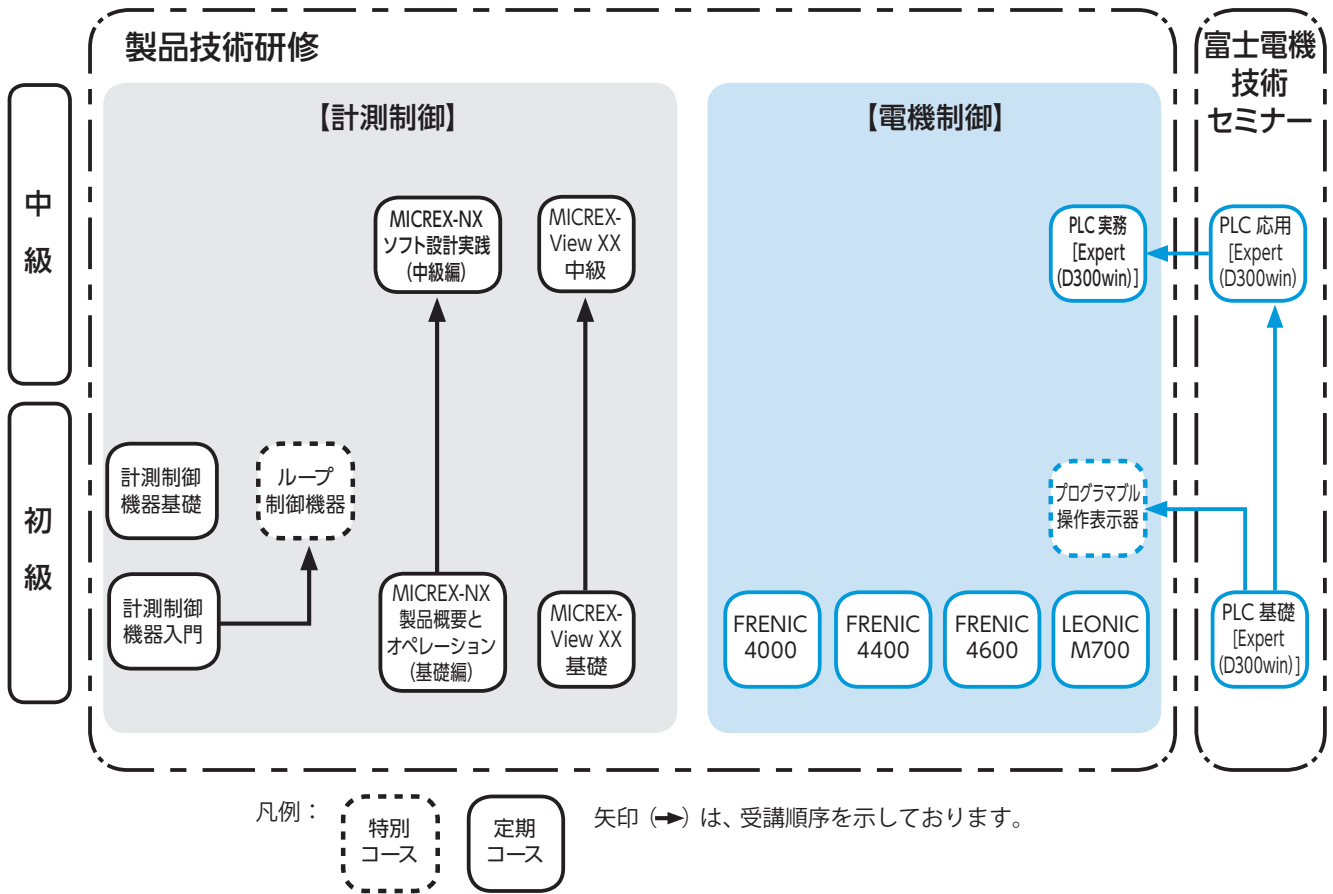 製品技術研修
富士電機
技術
セミナー
【計測制御】
【電機制御】
中
級
MICREX-NX
ソフト設計実践
(中級編)
MICREX-
View XX
中級
PLC 実務
[Expert
(D300win)]
PLC 応用
[Expert
(D300win)
初
級
計測制御
機器基礎
ループ
制御機器
プログラマブル
操作表示器
計測制御
機器入門
MICREX-NX
製品概要と
オペレーション
(基礎編)
MICREX-
View XX
基礎
FRENIC
4000
FRENIC
4400
FRENIC
4600
LEONIC
M700
PLC 基礎
[Expert
(D300win)]
凡例：
特別
コース
定期
コース
矢印（➞）は、受講順序を示しております。